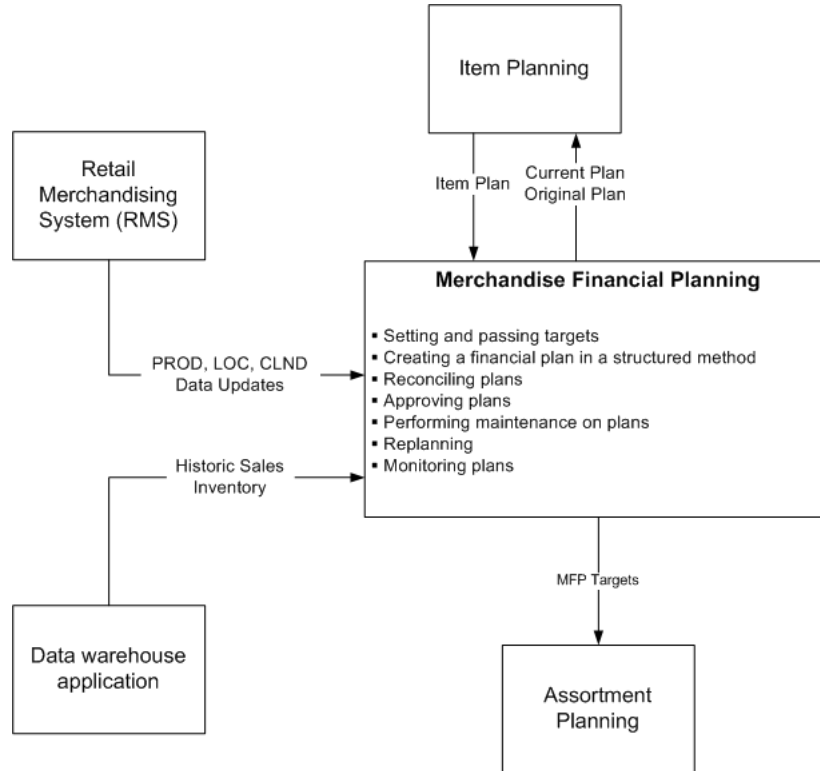 Item Planning
Retail
Merchandising
System (RMS)
Item Plan
Current Plan
Original Plan
Merchandise Financial Planning
▪ Setting and passing targets
▪ Creating a financial plan in a structured method
▪ Reconciling plans
▪ Approving plans
▪ Performing maintenance on plans
▪ Replanning
▪ Monitoring plans
PROD, LOC, CLND
Data Updates
Historic Sales
Inventory
MFP Targets
Data warehouse
application
Assortment
Planning